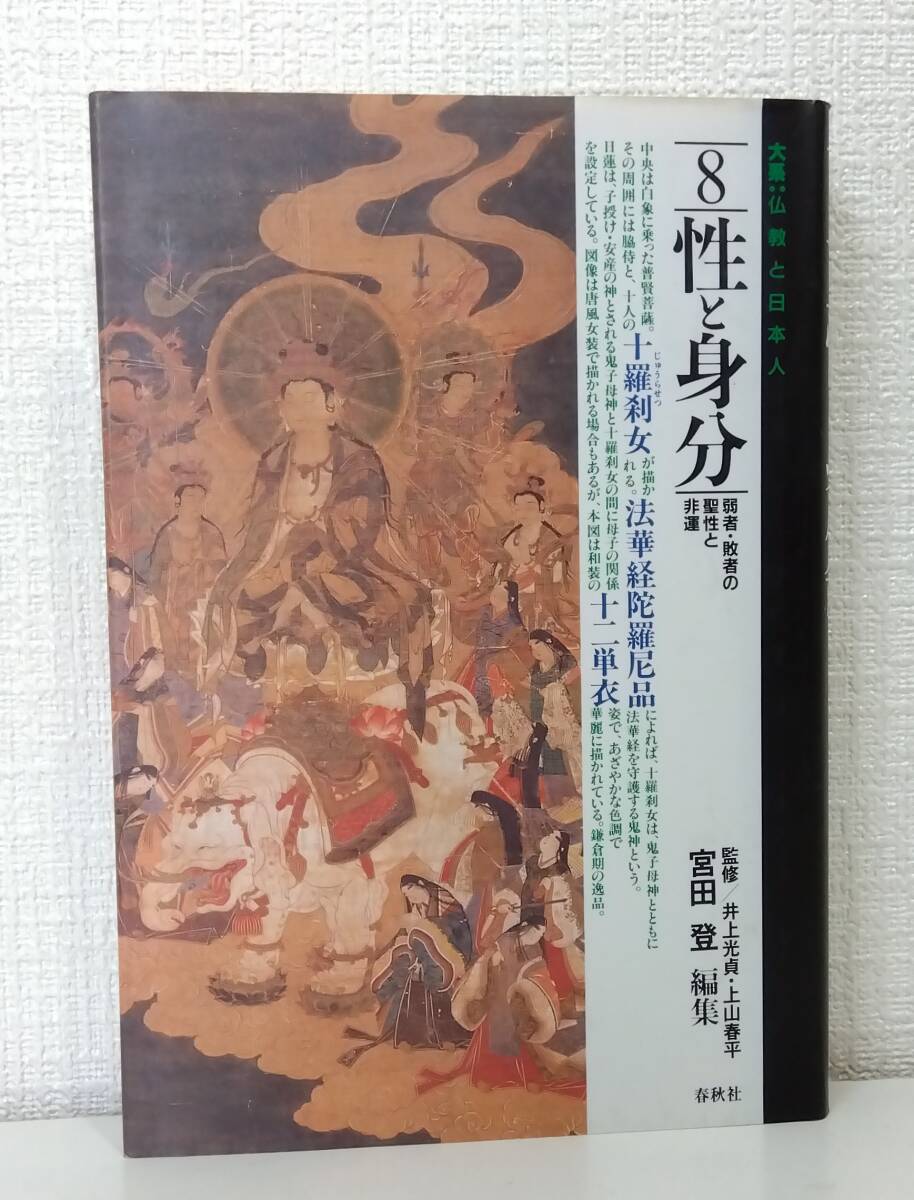 大系::仏教と日本人
8
性と身分
弱者・敗者の
聖性と
非運
監修/井上光貞・上山春平
宮田 登 編集
春秋社
中央は白象に乗った普賢菩薩。
その周囲には脇侍と、十人の
十羅刹女
じゅうらせつ
が描か
れる。
法華経陀羅尼品
によれば、十羅刹女は、鬼子母神とともに
法華経を守護する鬼神という。
日蓮は、子授け・安産の神とされる鬼子母神と十羅刹女の間に母子の関係
を設定している。図像は唐風女装で描かれる場合もあるが、本図は和装の
十二単衣
姿で、あざやかな色調で
華麗に描かれている。鎌倉期の逸品。